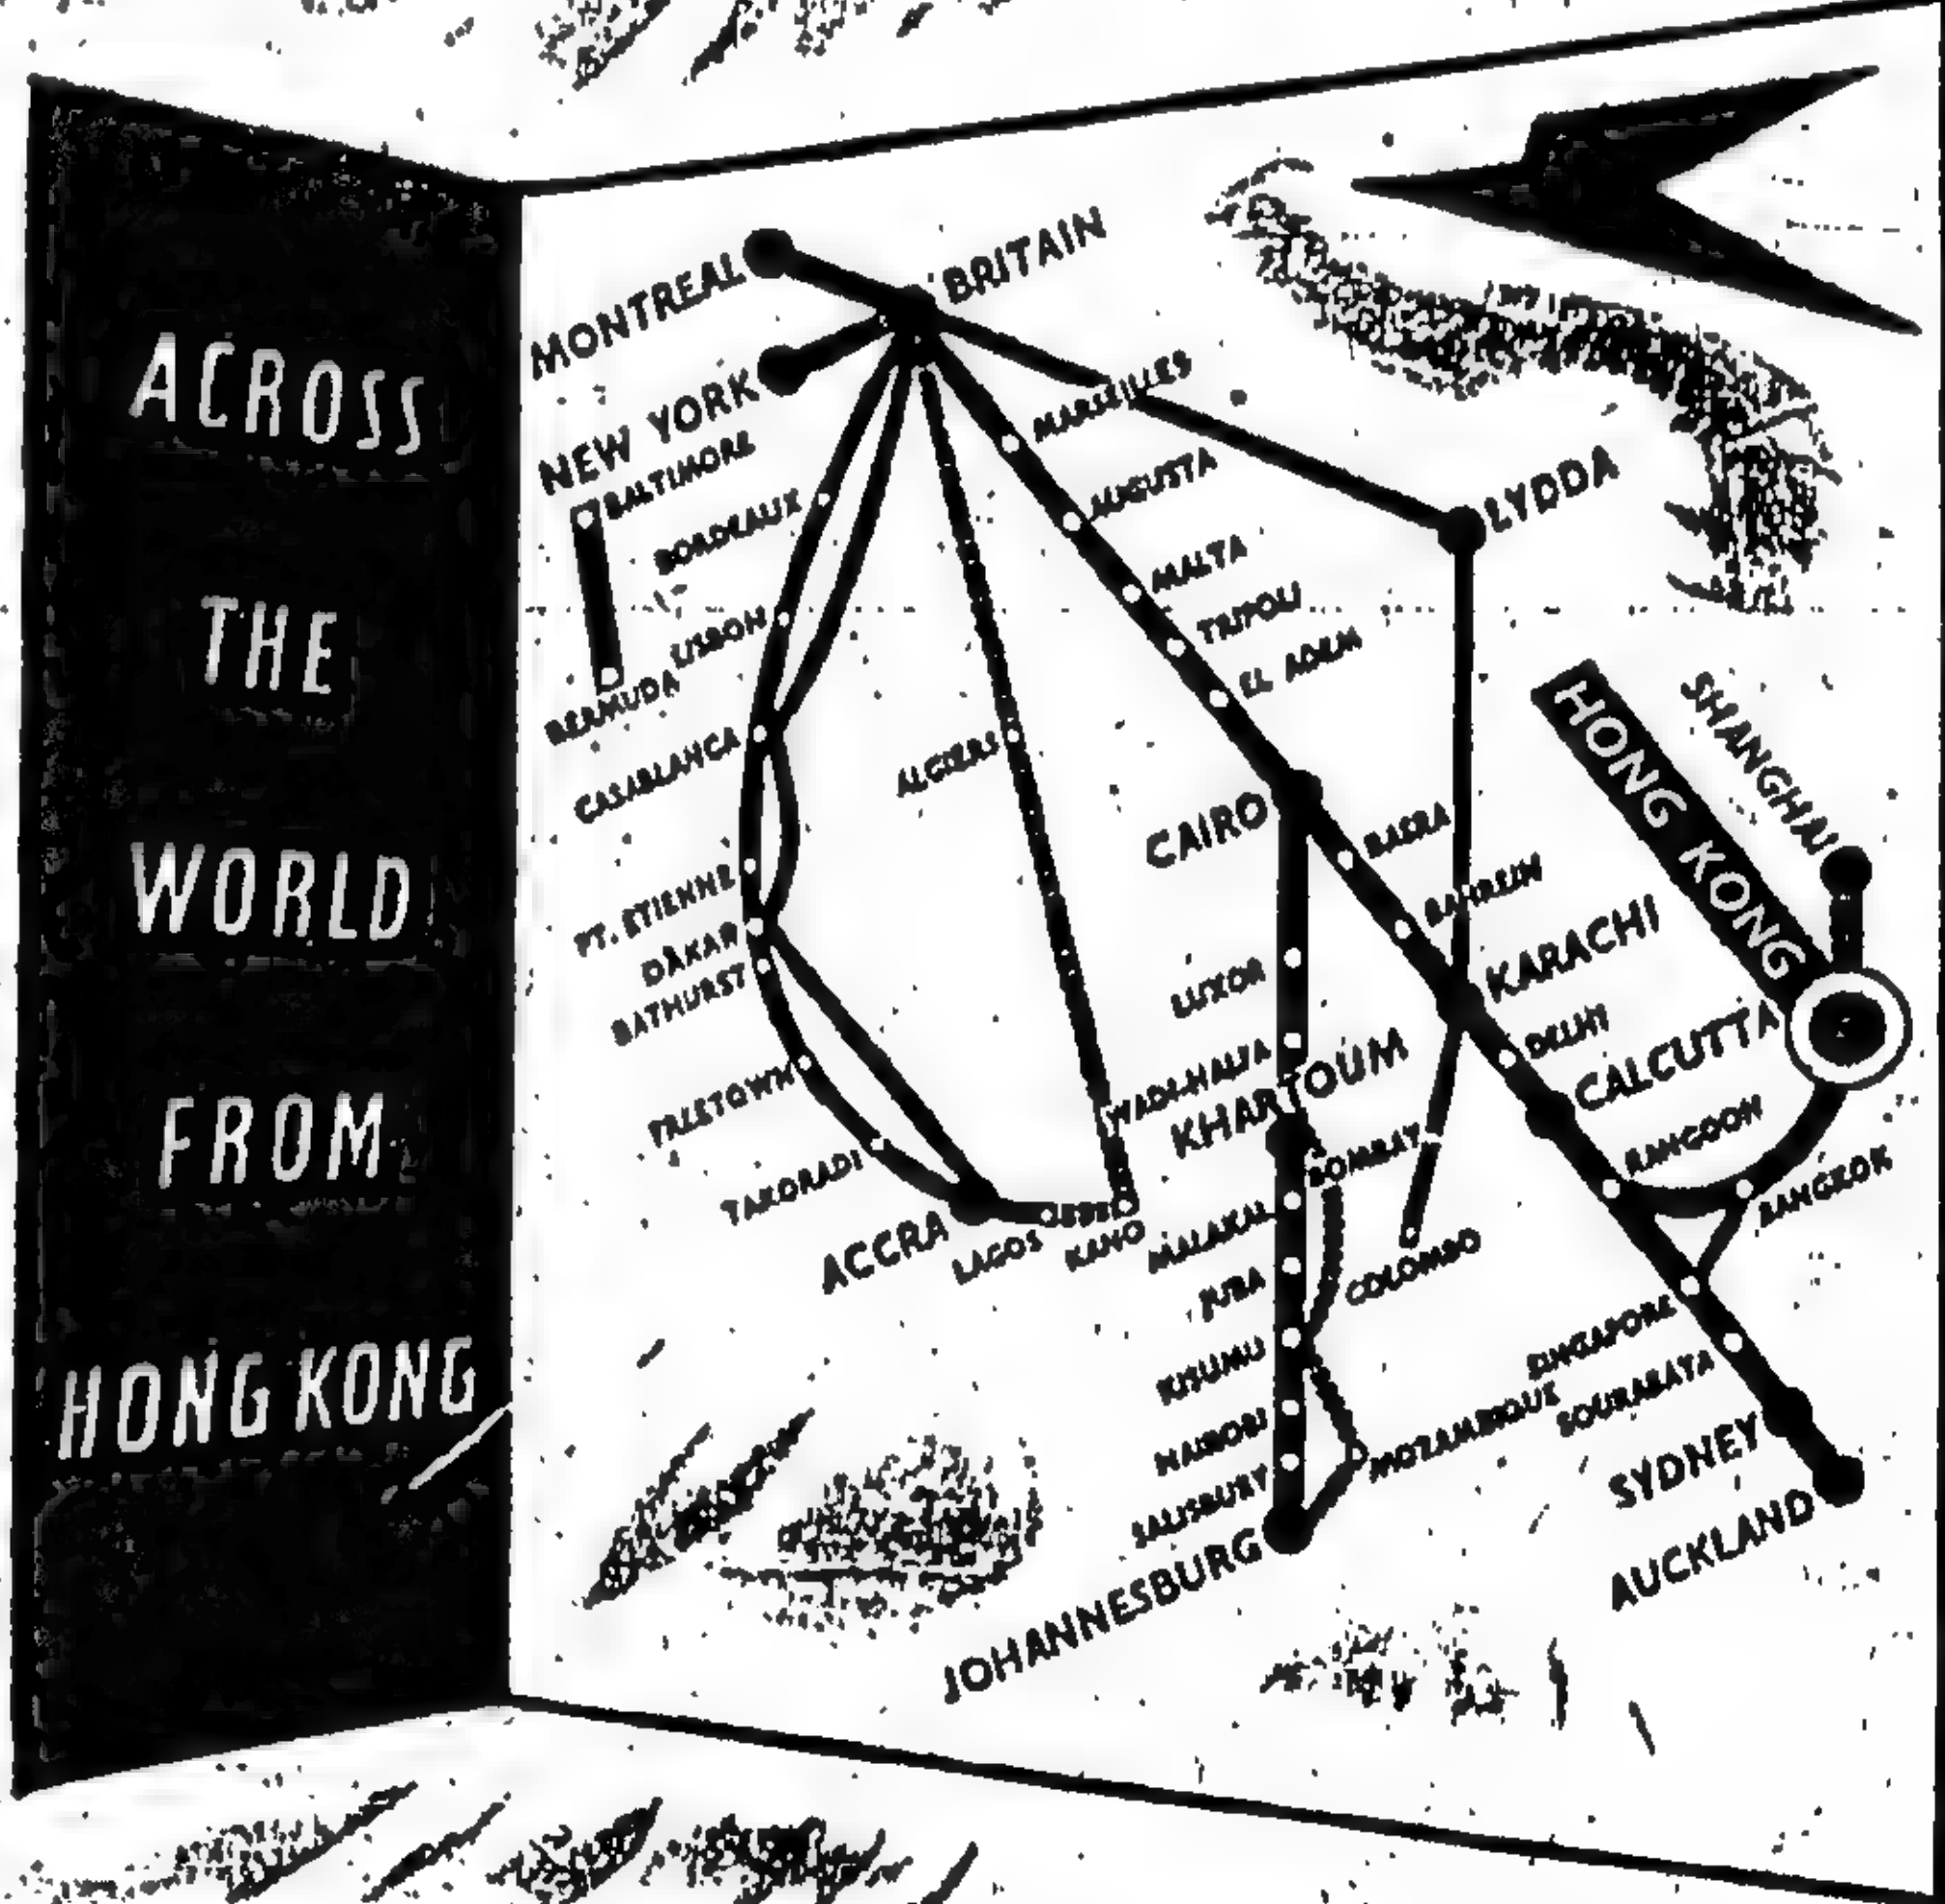 ACROSS
THE
WORLD
FROM
HONG KONG
MONTREAL
BRITAIN
NEW YORK
BALTIMORE
BERMUDA
BORDEAUX
LISBON
CASABLANCA
PT. ETIENNE
DAKAR
BATHURST
FREETOWN
TAKORADI
ACCRA
LAGOS
KANO
ALGIERS
MARSEILLES
AUGUSTA
MALTA
TRIPOLI
EL ADEM
LYDDA
CAIRO
BASRA
BAHREIN
KARACHI
LUXOR
WADI-HALFA
KHARTOUM
MALAKAL
JUBA
KISUMU
NAIROBI
SALISBURY
JOHANNESBURG
MOZAMBIQUE
BOMBAY
COLOMBO
DELHI
CALCUTTA
RANGOON
BANGKOK
HONG KONG
SHANGHAI
SINGAPORE
SOURABAYA
SYDNEY
AUCKLAND